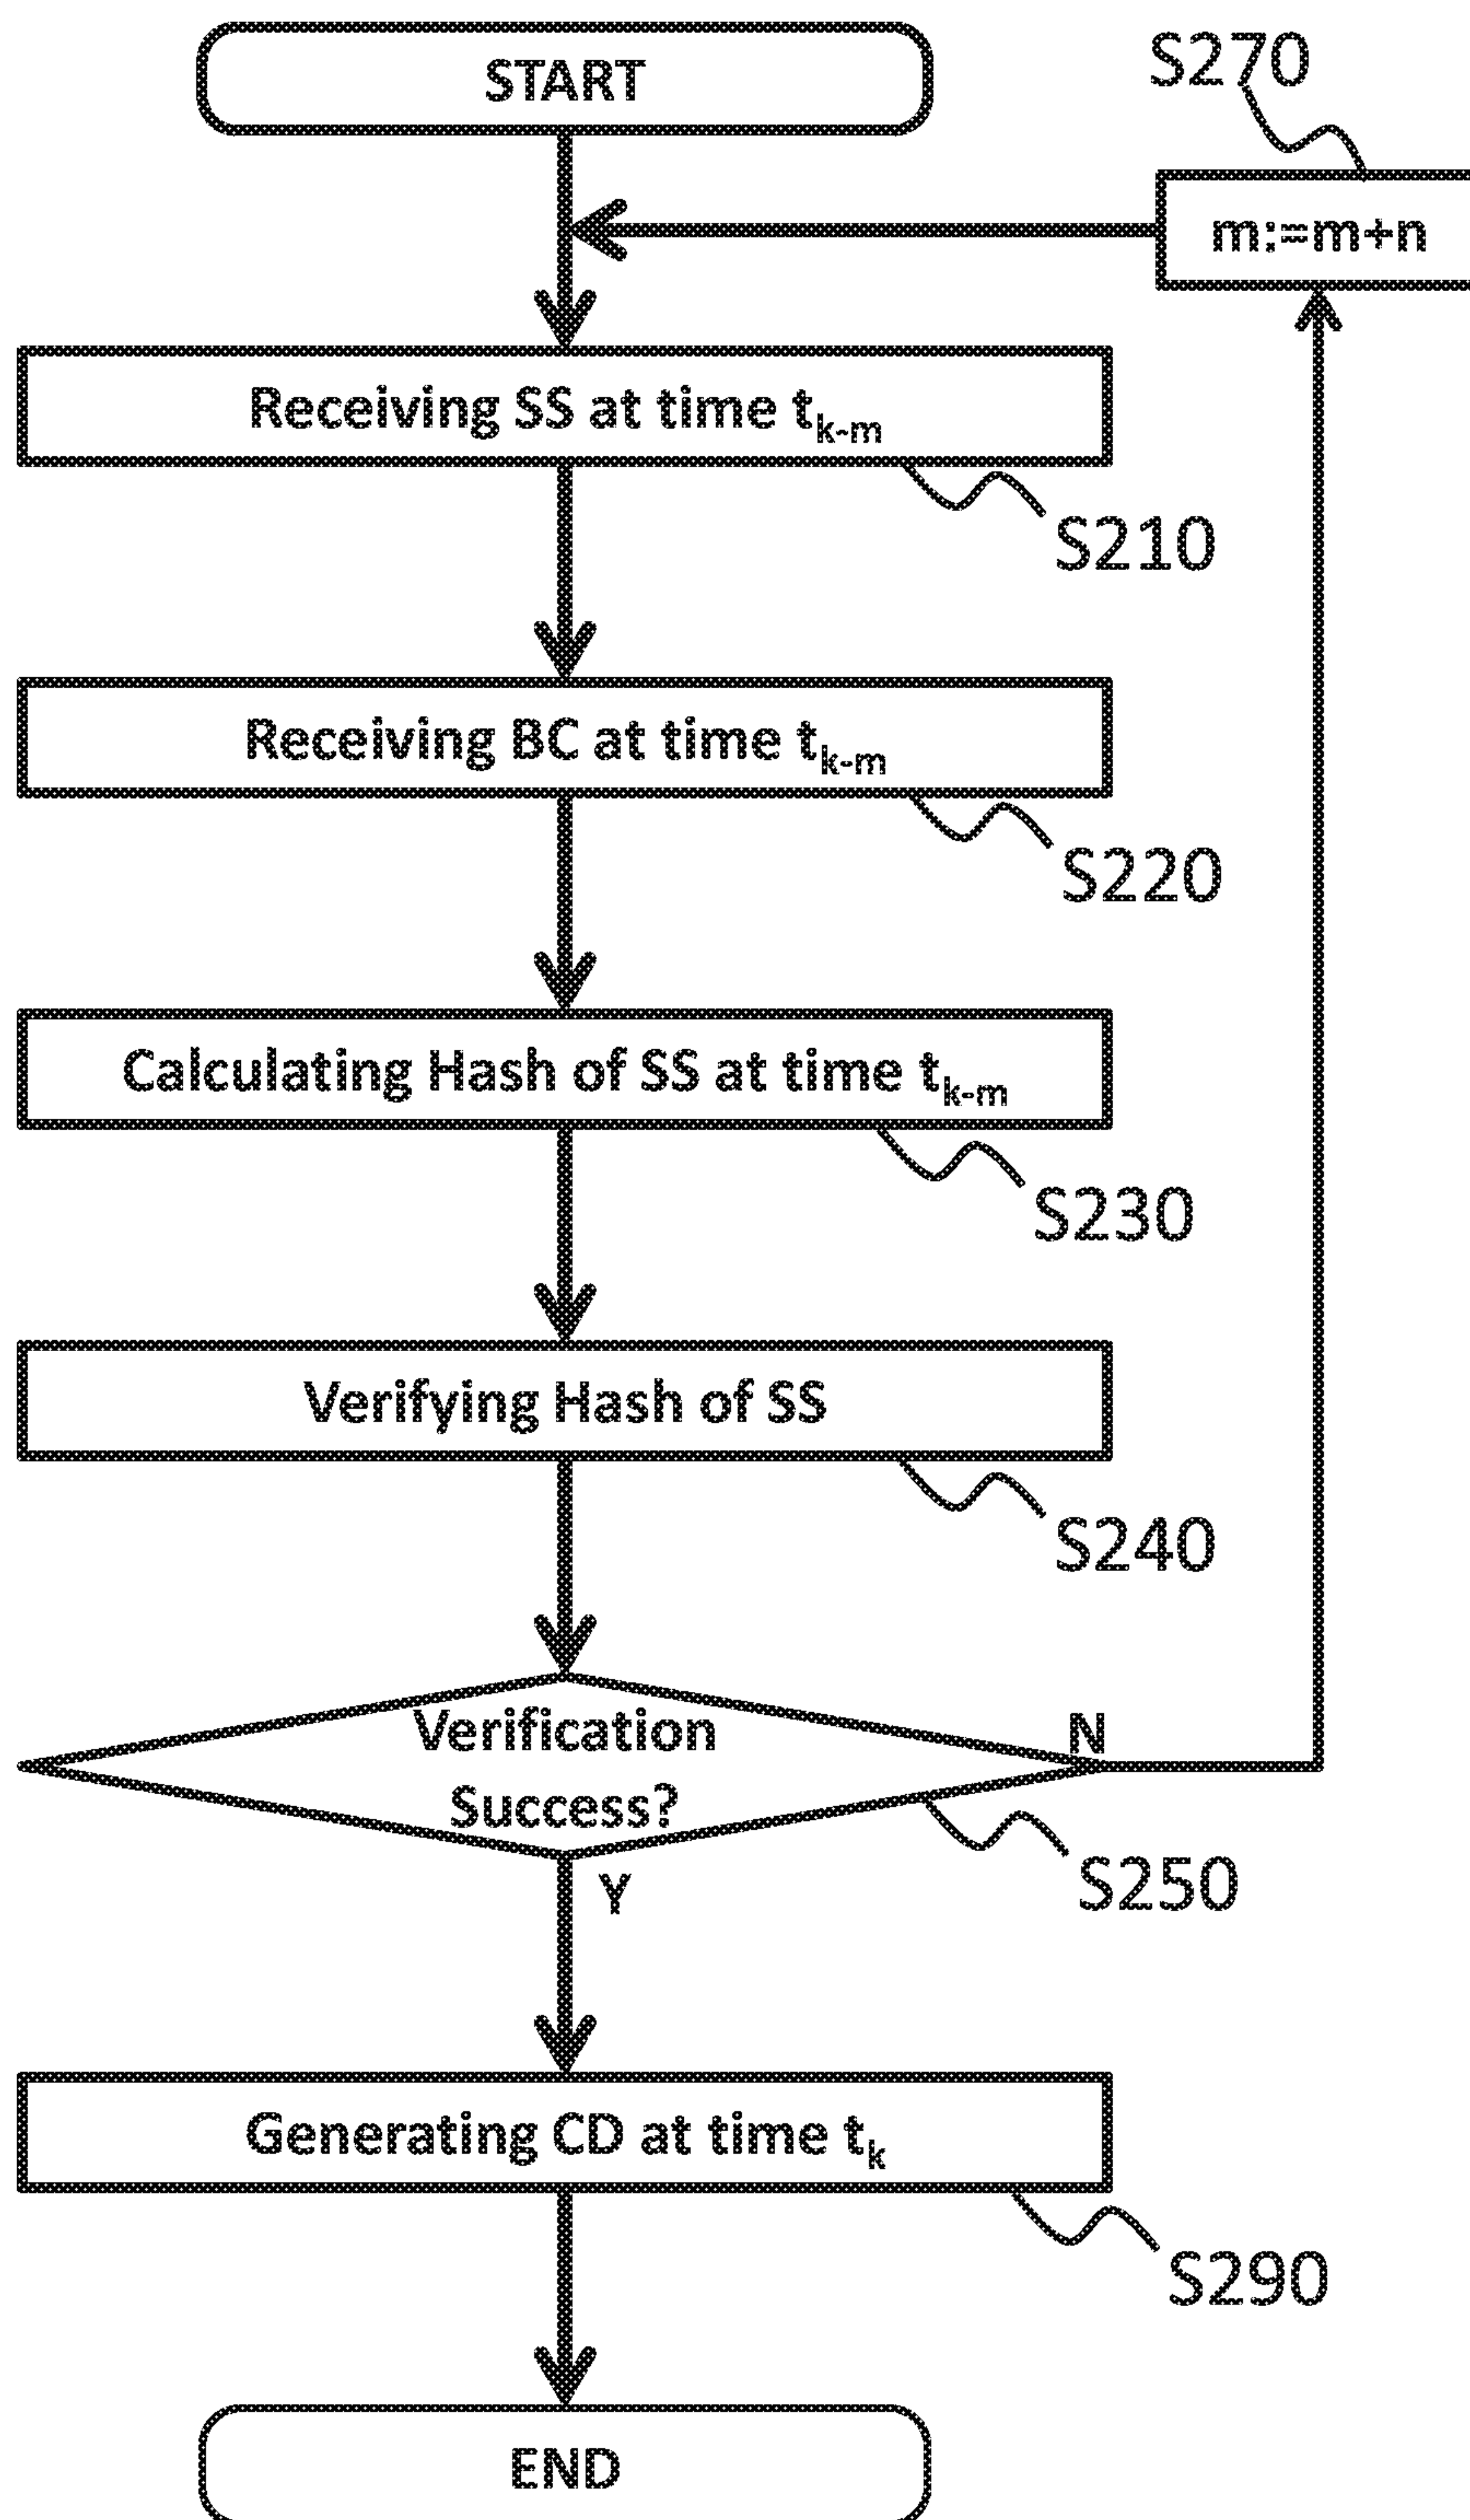 START
S270
m:=m+n
Receiving SS at time tk-m
S210
Receiving BC at time tk-m
S220
Calculating Hash of SS at time tk-m
S230
Verifying Hash of SS
S240
Verification
Success?
N
S250
Y
Generating CD at time tk
S290
END